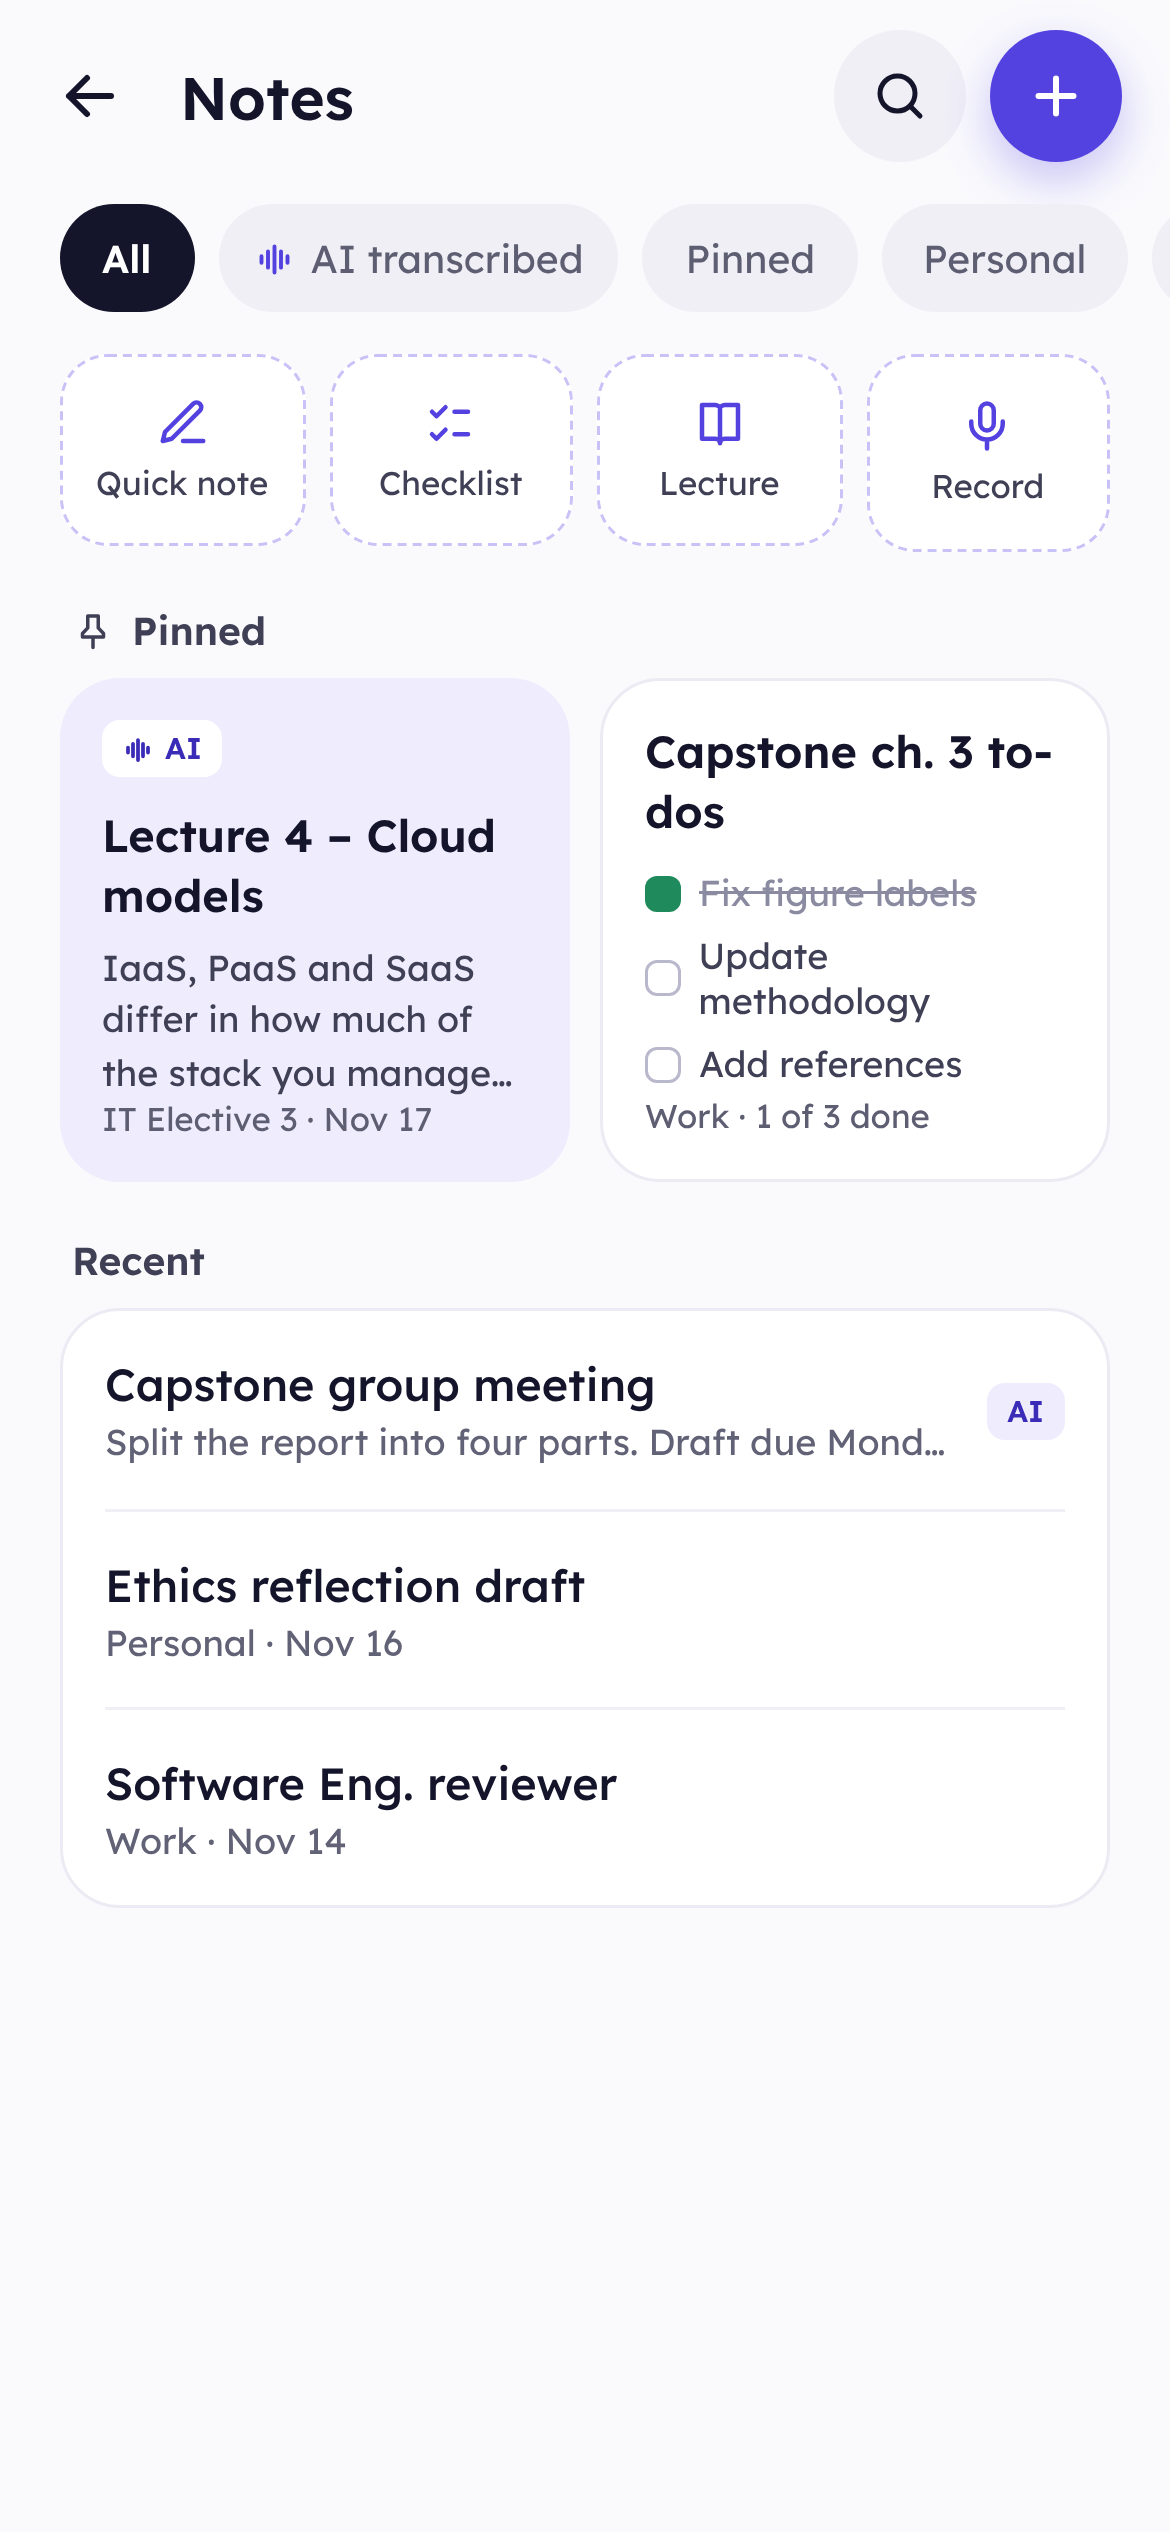 Notes
All
AI transcribed
Pinned
Personal
Quick note
Checklist
Lecture
Record
Pinned
AI
Lecture 4 – Cloud
models
IaaS, PaaS and SaaS
differ in how much of
the stack you manage...
IT Elective 3 · Nov 17
Capstone ch. 3 to-
dos
Fix figure labels
Update
methodology
Add references
Work · 1 of 3 done
Recent
Capstone group meeting
Split the report into four parts. Draft due Mond...
AI
Ethics reflection draft
Personal · Nov 16
Software Eng. reviewer
Work · Nov 14